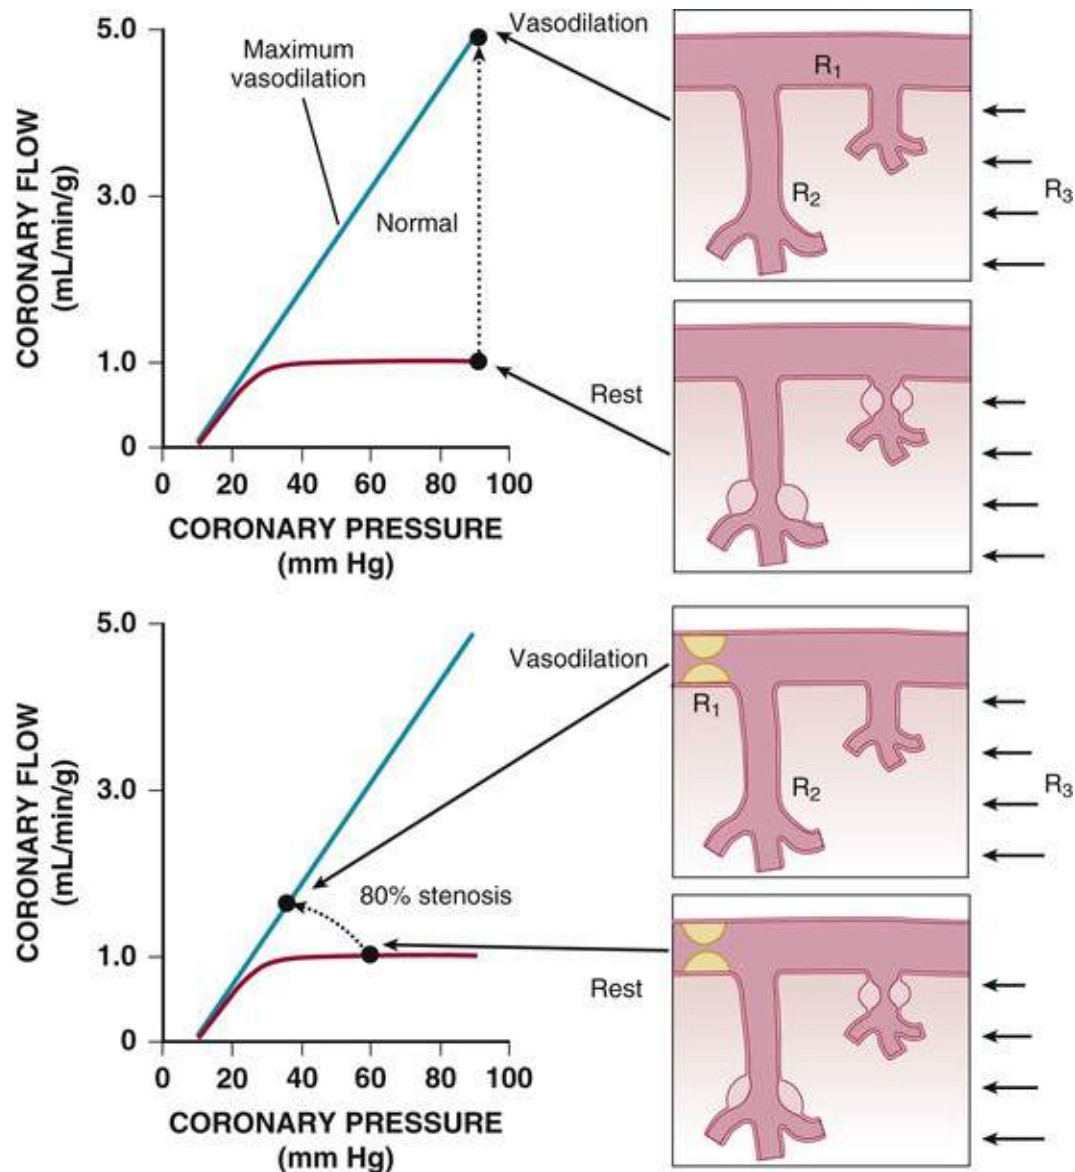 Vasodilation
5.0
Maximum
vasodilation
R1
3.0
Normal
R2
R3
CORONARY FLOW
(mL/min/g)
1.0
Rest
0
0 20 40 60 80 100
CORONARY PRESSURE
(mm Hg)
5.0
Vasodilation
R1
3.0
R2
R3
CORONARY FLOW
(mL/min/g)
80% stenosis
1.0
Rest
0
0 20 40 60 80 100
CORONARY PRESSURE
(mm Hg)